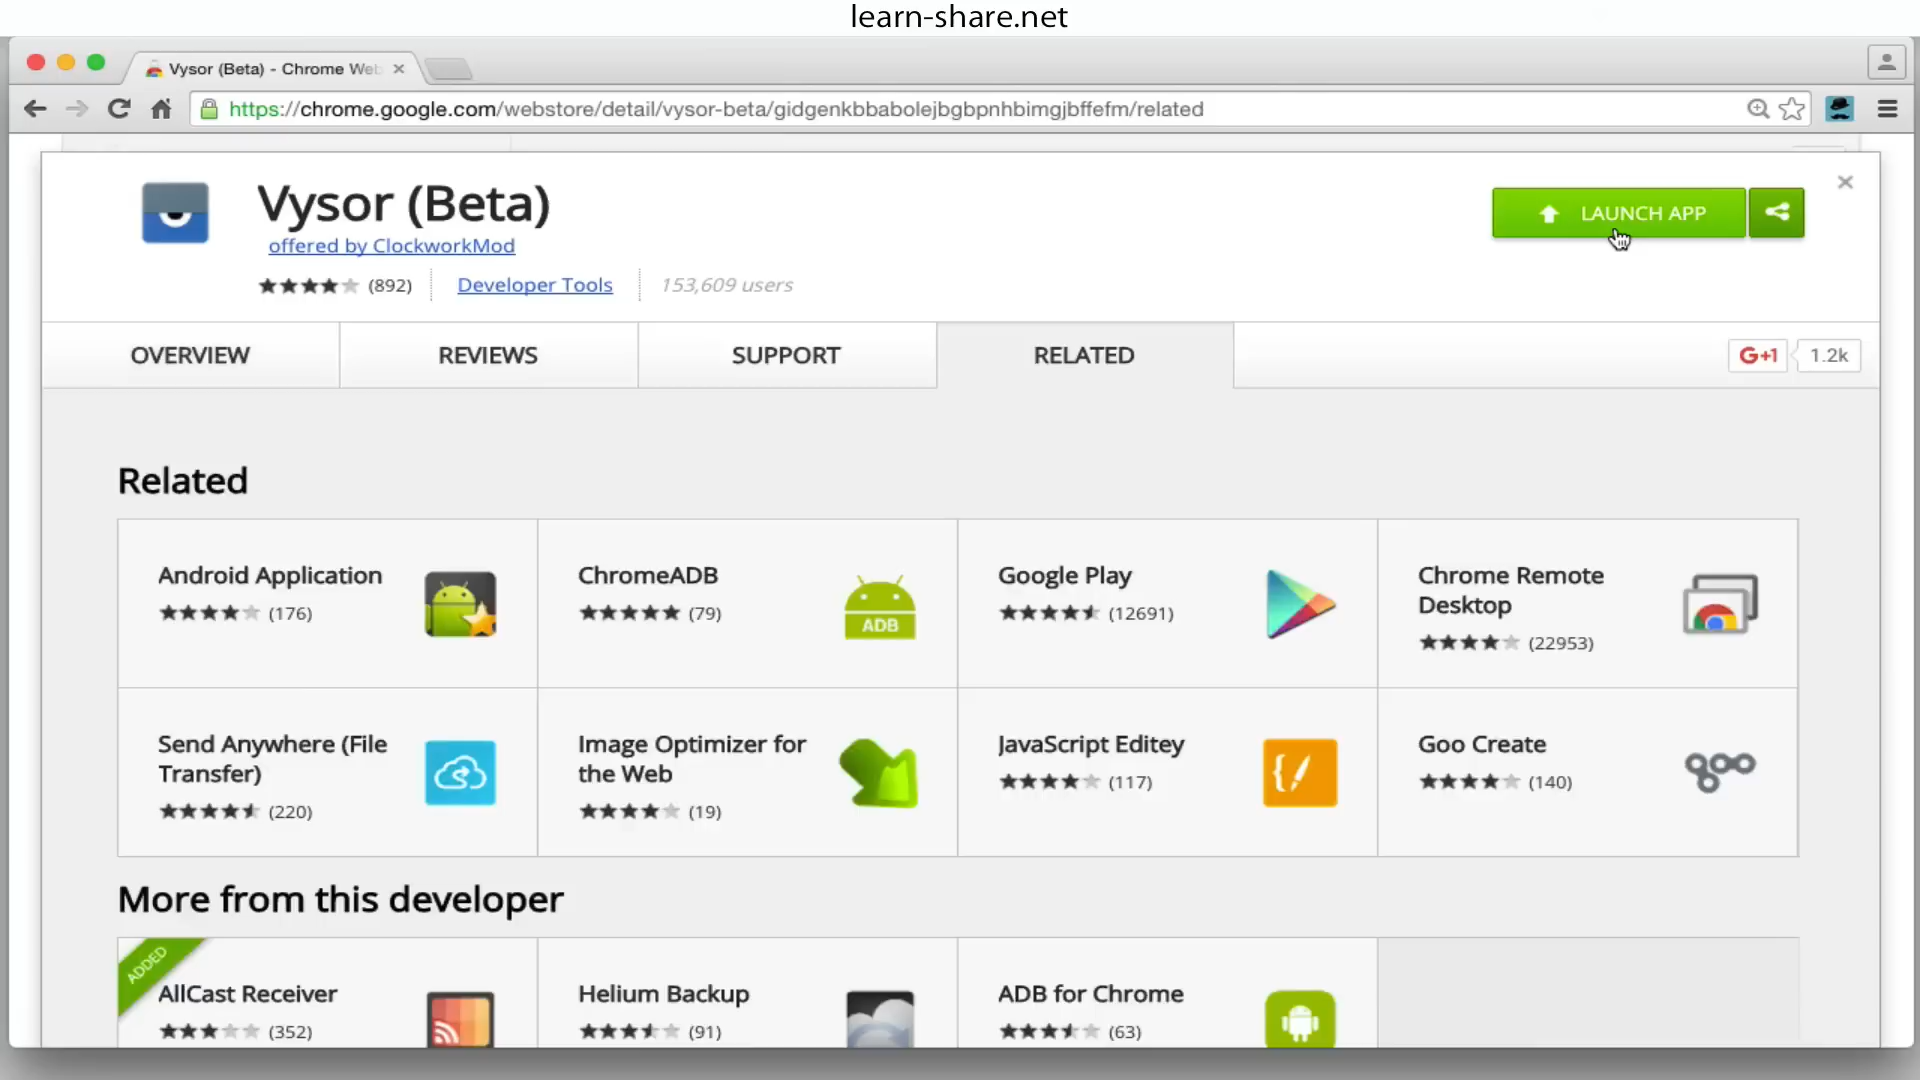 learn-share.net
Vysor (Beta) - Chrome Web
https://chrome.google.com/webstore/detail/vysor-beta/gidgenkbbabolejbgbpnhbimgjbffefm/related
Vysor (Beta)
LAUNCH APP
offered by ClockworkMod
(892) Developer Tools 153,609 users
OVERVIEW REVIEWS SUPPORT RELATED G+1 1.2k
Related
Android Application
(176)
ChromeADB
(79)
ADB
Google Play
(12691)
Chrome Remote
Desktop
(22953)
Send Anywhere (File
Transfer)
(220)
Image Optimizer for
the Web
(19)
JavaScript Editey
(117)
Goo Create
(140)
More from this developer
ADDED
AllCast Receiver
(352)
Helium Backup
(91)
ADB for Chrome
(63)